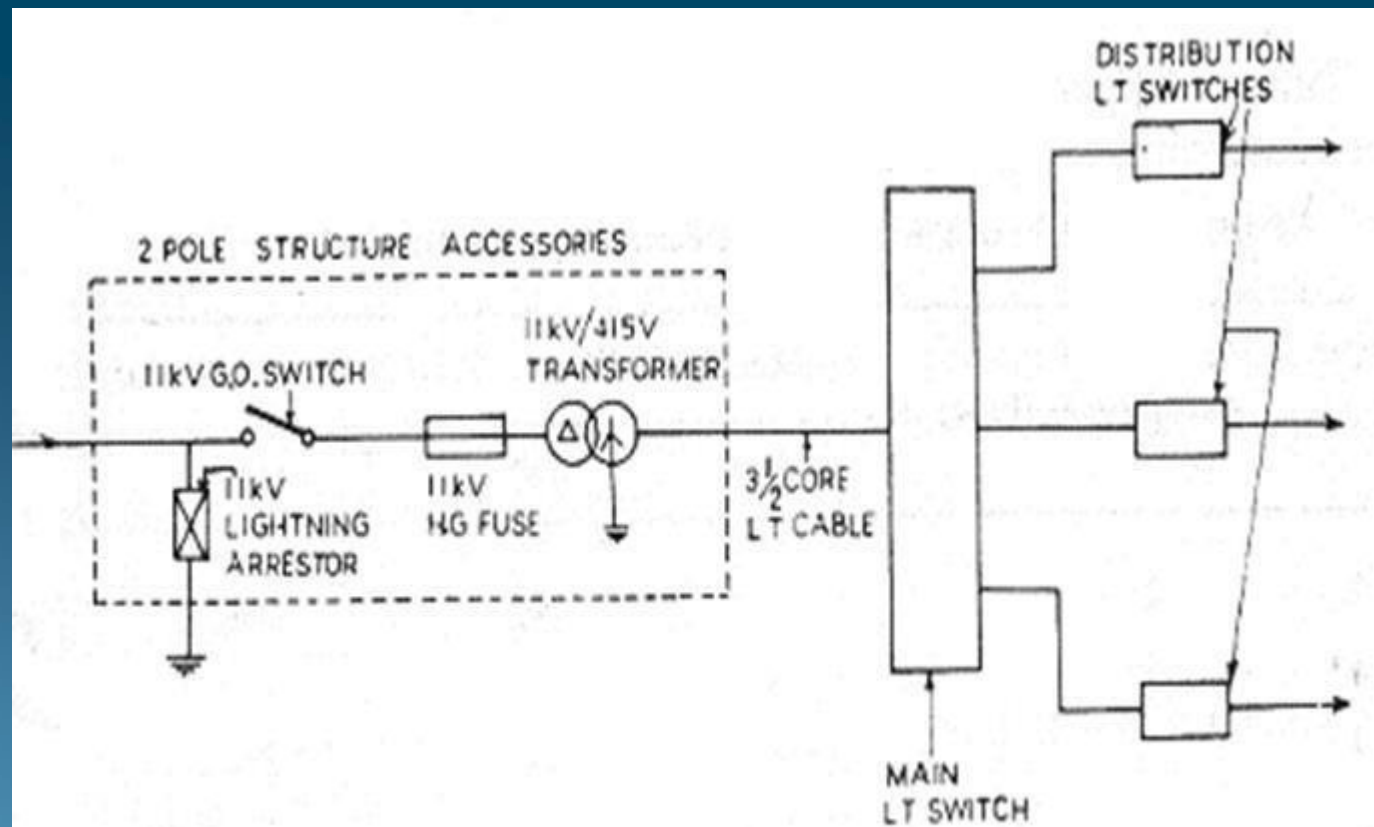 DISTRIBUTION
LT SWITCHES
2 POLE STRUCTURE ACCESSORIES
11kV/415V
TRANSFORMER
11kV G.O. SWITCH
11kV
LIGHTNING
ARRESTOR
11kV
H.G FUSE
3½ CORE
LT CABLE
MAIN
LT SWITCH